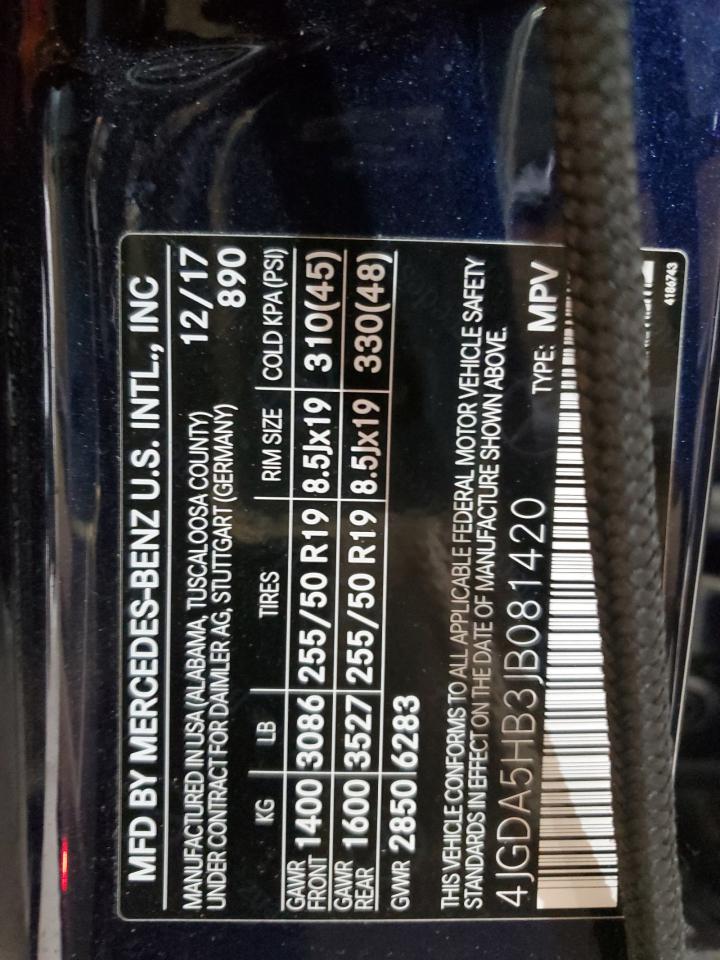 MFD BY MERCEDES-BENZ U.S. INTL., INC
MANUFACTURED IN USA (ALABAMA, TUSCALOOSA COUNTY) 12/17
UNDER CONTRACT FOR DAIMLER AG, STUTTGART (GERMANY) 890
KG LB TIRES RIM SIZE COLD KPA (PSI)
GAWR FRONT 1400 3086 255/50 R19 8.5Jx19 310(45)
GAWR REAR 1600 3527 255/50 R19 8.5Jx19 330(48)
GVWR 2850 6283
THIS VEHICLE CONFORMS TO ALL APPLICABLE FEDERAL MOTOR VEHICLE SAFETY
STANDARDS IN EFFECT ON THE DATE OF MANUFACTURE SHOWN ABOVE.
4JGDA5HB3JB081420 TYPE: MPV
4186743